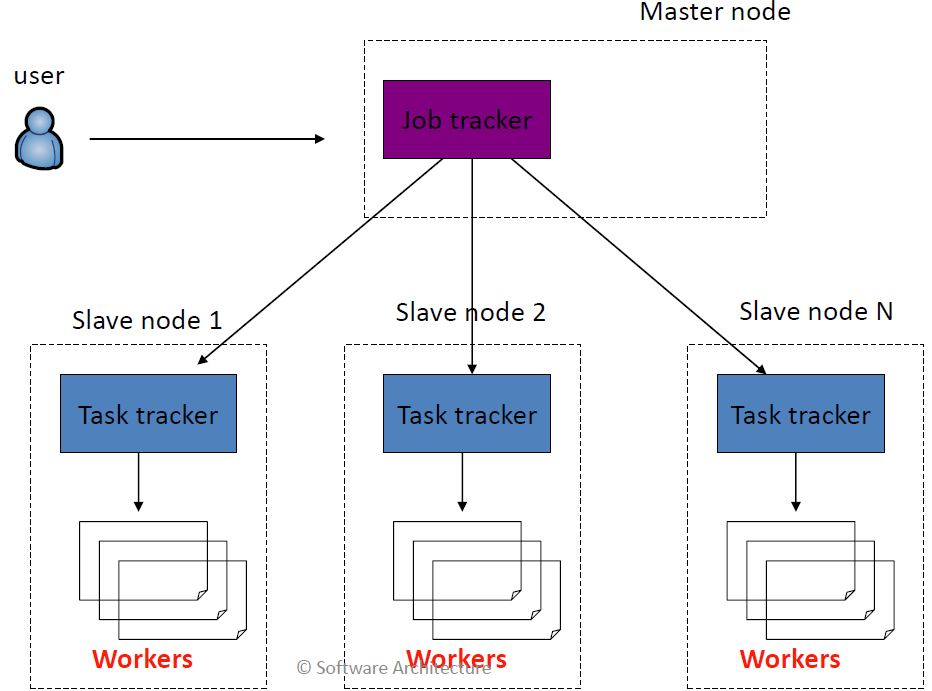 Master node
user
Job tracker
Slave node 1
Slave node 2
Slave node N
Task tracker
Task tracker
Task tracker
Workers
Workers
Workers
© Software Architecture